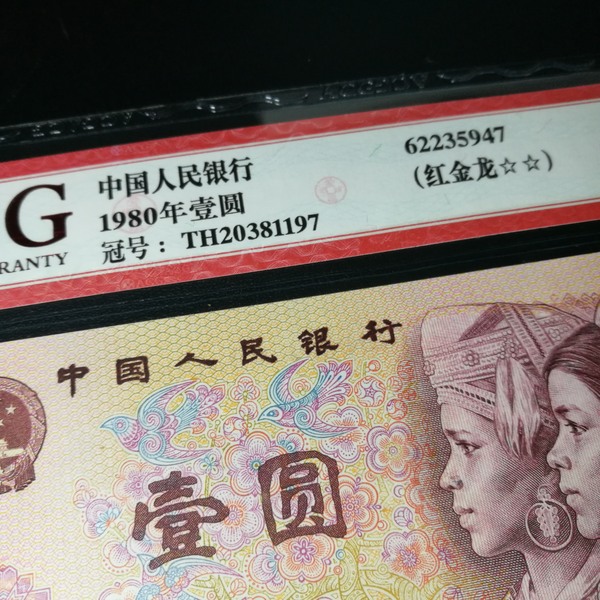 G
RANTY
中国人民银行
1980年壹圆
冠号：TH20381197
62235947
（红金龙☆☆）
中国人民银行
壹圆